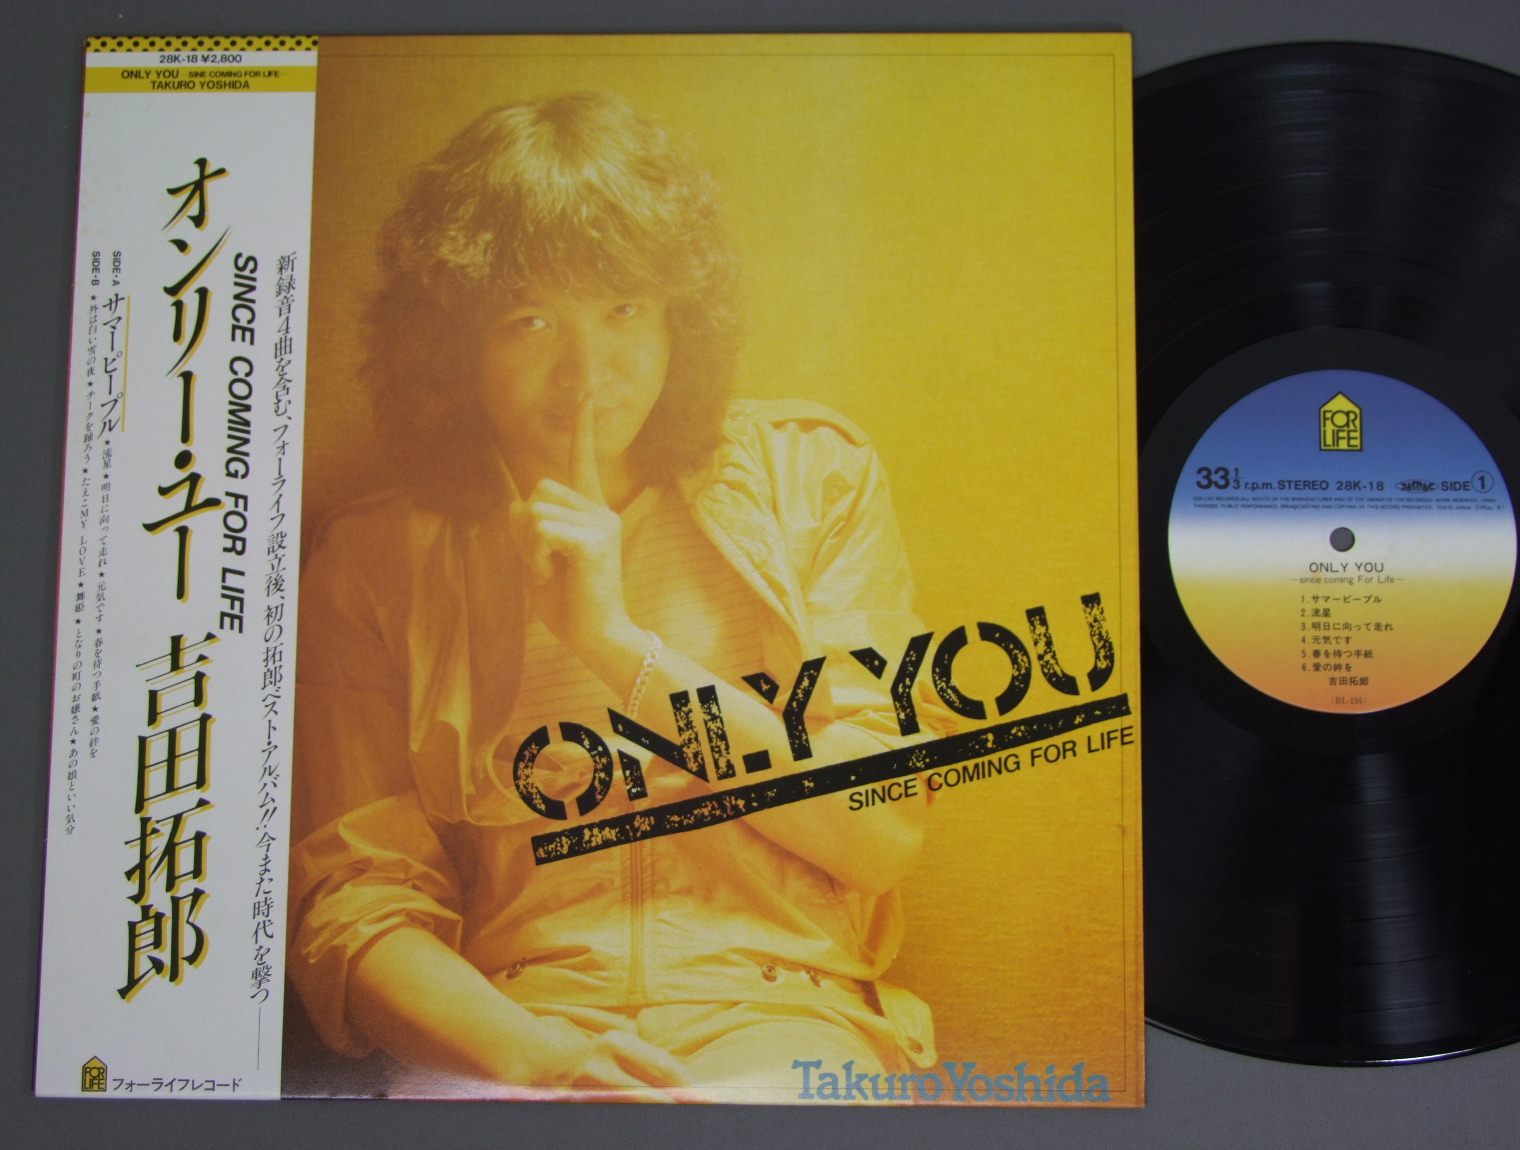 28K-18 ¥2,800
ONLY YOU -SINE COMING FOR LIFE-
TAKURO YOSHIDA
新録音4曲を含む、フォーライフ設立後、初の拓郎ベスト・アルバム!!:今また時代を撃つ——
SINCE COMING FOR LIFE
オンリー・ユー 吉田拓郎
SIDE・A サマーピープル★流星★明日に向って走れ★元気です★春を待つ手紙★愛の絆を
SIDE・B ★外は白い雪の夜★チークを踊ろう★たえこMY LOVE★舞姫★となりの町のお嬢さん★あの娘といい気分
FOR
LIFE
フォーライフレコード
ONLY YOU
SINCE COMING FOR LIFE
Takuro Yoshida
FOR
LIFE
33 1/3 r.p.m. STEREO 28K-18 JASRAC SIDE 1
ONLY YOU
—since coming For Life—
1.サマーピープル
2.流星
3.明日に向って走れ
4.元気です
5.春を待つ手紙
6.愛の絆を
吉田拓郎
(BL-195)